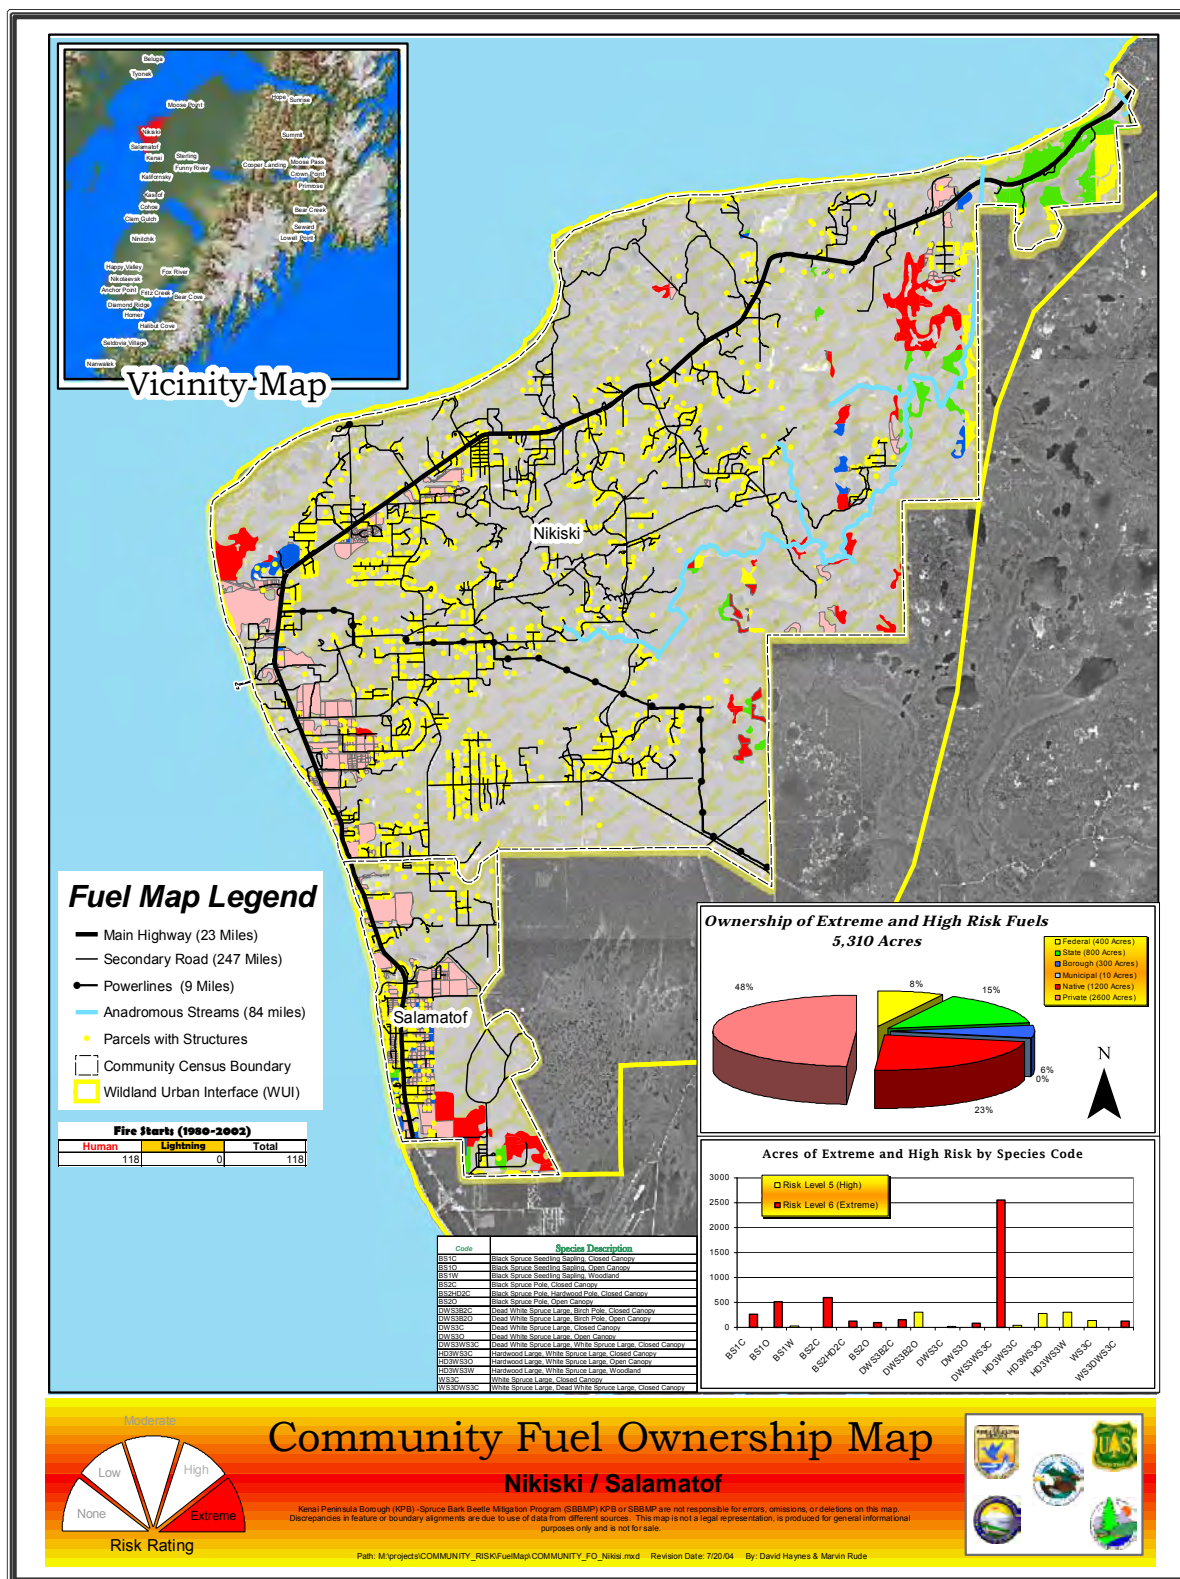 Beluga
Tyonek
Moose Point
Hope
Sunrise
Nikiski
Summit
Salamatof
Kenai
Sterling
Funny River
Cooper Landing
Moose Pass
Crown Point
Kalifornsky
Primrose
Kasilof
Cohoe
Clam Gulch
Bear Creek
Seward
Lowell Point
Ninilchik
Happy Valley
Fox River
Nikolaevsk
Anchor Point
Fritz Creek
Bear Cove
Diamond Ridge
Homer
Halibut Cove
Seldovia Village
Nanwalek
Vicinity Map
Nikiski
Salamatof
Fuel Map Legend
Main Highway (23 Miles)
Secondary Road (247 Miles)
Powerlines (9 Miles)
Anadromous Streams (84 miles)
Parcels with Structures
Community Census Boundary
Wildland Urban Interface (WUI)
Fire Starts (1980-2002)
Human Lightning Total
118 0 118
Ownership of Extreme and High Risk Fuels
5,310 Acres
Federal (400 Acres)
State (800 Acres)
Borough (300 Acres)
Municipal (10 Acres)
Native (1200 Acres)
Private (2600 Acres)
48%
8%
15%
6%
0%
23%
N
Acres of Extreme and High Risk by Species Code
Risk Level 5 (High)
Risk Level 6 (Extreme)
3000
2500
2000
1500
1000
500
0
BS1C
BS1O
BS1W
BS2C
BS2HD2C
BS2O
DWS3B2C
DWS3B2O
DWS3C
DWS3O
DWS3WS3C
HD3WS3C
HD3WS3O
HD3WS3W
WS3C
WS3DWS3C
Code Species Description
BS1C Black Spruce Seedling Sapling, Closed Canopy
BS1O Black Spruce Seedling Sapling, Open Canopy
BS1W Black Spruce Seedling Sapling, Woodland
BS2C Black Spruce Pole, Closed Canopy
BS2HD2C Black Spruce Pole, Hardwood Pole, Closed Canopy
BS2O Black Spruce Pole, Open Canopy
DWS3B2C Dead White Spruce Large, Birch Pole, Closed Canopy
DWS3B2O Dead White Spruce Large, Birch Pole, Open Canopy
DWS3C Dead White Spruce Large, Closed Canopy
DWS3O Dead White Spruce Large, Open Canopy
DWS3WS3C Dead White Spruce Large, White Spruce Large, Closed Canopy
HD3WS3C Hardwood Large, White Spruce Large, Closed Canopy
HD3WS3O Hardwood Large, White Spruce Large, Open Canopy
HD3WS3W Hardwood Large, White Spruce Large, Woodland
WS3C White Spruce Large, Closed Canopy
WS3DWS3C White Spruce Large, Dead White Spruce Large, Closed Canopy
None
Low
Moderate
High
Extreme
Risk Rating
Community Fuel Ownership Map
Nikiski / Salamatof
Kenai Peninsula Borough (KPB) -Spruce Bark Beetle Mitigation Program (SBBMP) KPB or SBBMP are not responsible for errors, omissions, or deletions on this map.
Discrepancies in feature or boundary alignments are due to use of data from different sources. This map is not a legal representation, is produced for general informational
purposes only and is not for sale.
Path: M:\projects\COMMUNITY_RISK\FuelMap\COMMUNITY_FO_Nikisi.mxd Revision Date: 7/20/04 By: David Haynes & Marvin Rude
UAS